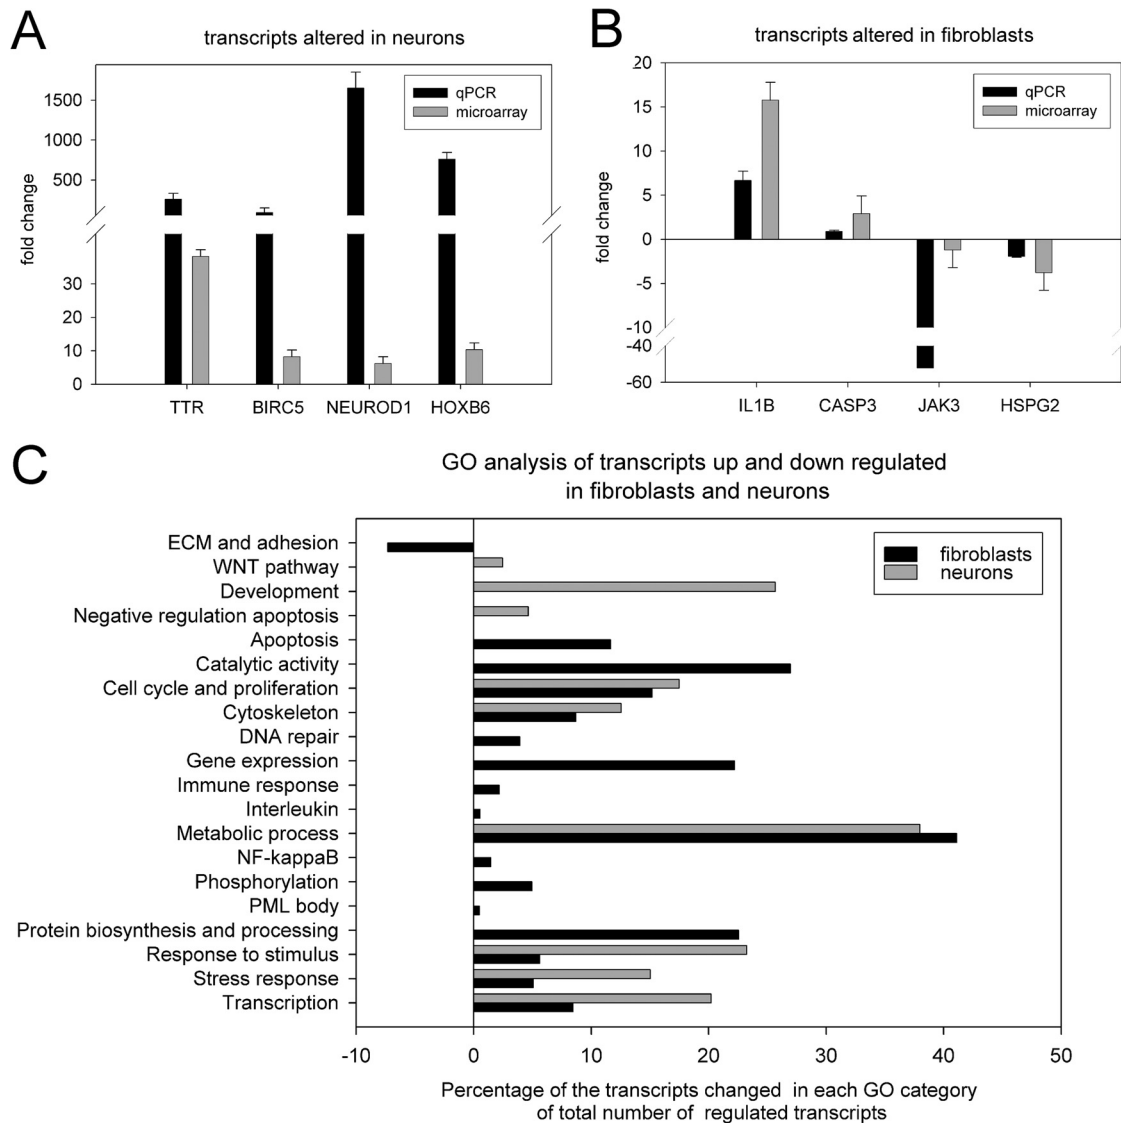 A
transcripts altered in neurons
1500
1000
500
30
20
10
0
fold change
qPCR
microarray
TTR BIRC5 NEUROD1 HOXB6
B
transcripts altered in fibroblasts
20
15
10
5
0
-5
-10
-40
-60
fold change
qPCR
microarray
IL1B CASP3 JAK3 HSPG2
C
GO analysis of transcripts up and down regulated
in fibroblasts and neurons
fibroblasts
neurons
ECM and adhesion
WNT pathway
Development
Negative regulation apoptosis
Apoptosis
Catalytic activity
Cell cycle and proliferation
Cytoskeleton
DNA repair
Gene expression
Immune response
Interleukin
Metabolic process
NF-kappaB
Phosphorylation
PML body
Protein biosynthesis and processing
Response to stimulus
Stress response
Transcription
-10 0 10 20 30 40 50
Percentage of the transcripts changed in each GO category
of total number of regulated transcripts